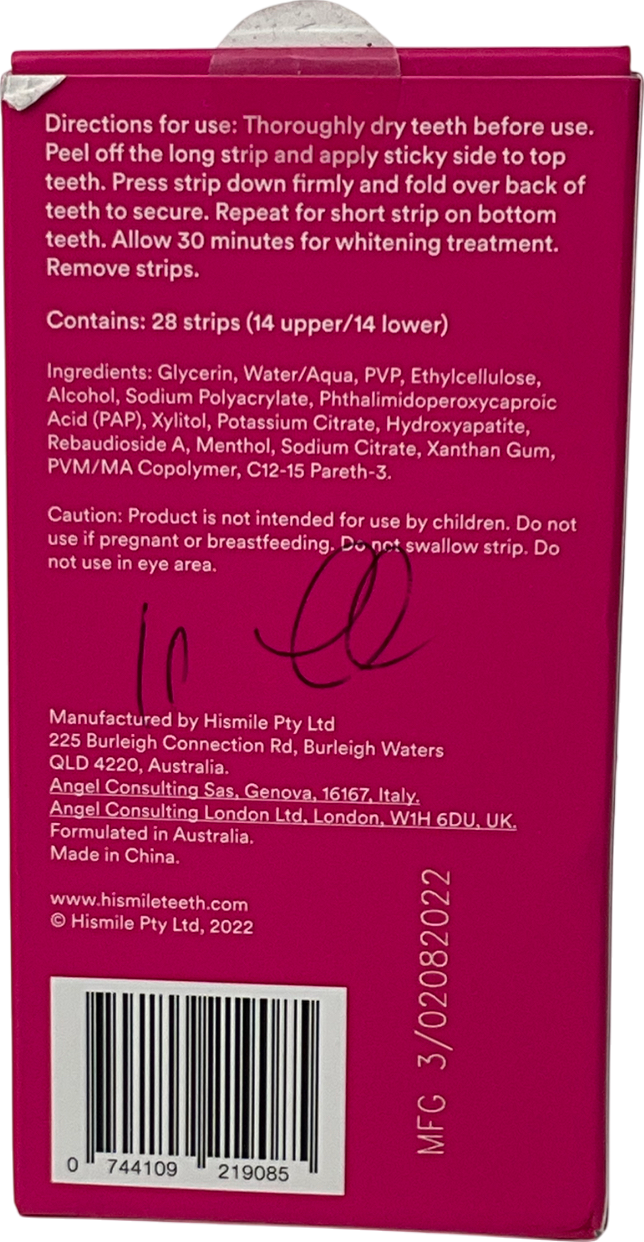 Directions for use: Thoroughly dry teeth before use.
Peel off the long strip and apply sticky side to top
teeth. Press strip down firmly and fold over back of
teeth to secure. Repeat for short strip on bottom
teeth. Allow 30 minutes for whitening treatment.
Remove strips.
Contains: 28 strips (14 upper/14 lower)
Ingredients: Glycerin, Water/Aqua, PVP, Ethylcellulose,
Alcohol, Sodium Polyacrylate, Phthalimidoperoxycaproic
Acid (PAP), Xylitol, Potassium Citrate, Hydroxyapatite,
Rebaudioside A, Menthol, Sodium Citrate, Xanthan Gum,
PVM/MA Copolymer, C12-15 Pareth-3.
Caution: Product is not intended for use by children. Do not
use if pregnant or breastfeeding. Do not swallow strip. Do
not use in eye area.
Manufactured by Hismile Pty Ltd
225 Burleigh Connection Rd, Burleigh Waters
QLD 4220, Australia.
Angel Consulting Sas, Genova, 16167, Italy.
Angel Consulting London Ltd, London, W1H 6DU, UK.
Formulated in Australia.
Made in China.
www.hismileteeth.com
© Hismile Pty Ltd, 2022
MFG 3/02082022
0 744109 219085